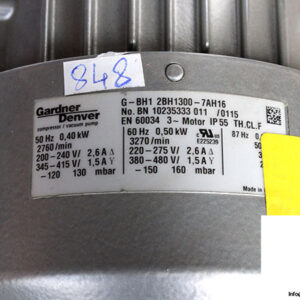 848
Gardner
Denver
compressor / vacuum pump
G-BH1 2BH1300-7AH16
No. BN 10235333 011 /0115
EN 60034 3~ Motor IP55 TH.CL.F
50 Hz 0,40 kW
2760/min
200-240 V/ 2,6 A Δ
345-415 V/ 1,5 A Y
-120 130 mbar
60 Hz 0,50 kW
3270/min
220-275 V/ 2,6 A Δ
380-480 V/ 1,5 A Y
-150 160 mbar
E225239
87 Hz